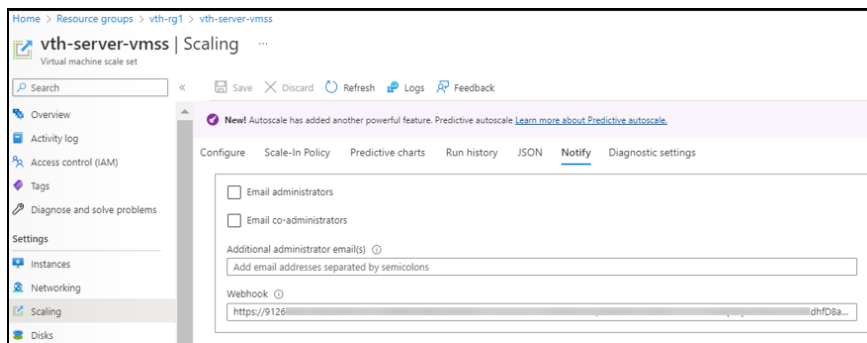 Home > Resource groups > vth-rg1 > vth-server-vmss
vth-server-vmss | Scaling ...
Virtual machine scale set
Search
«
Save Discard Refresh Logs Feedback
Overview
Activity log
Access control (IAM)
Tags
Diagnose and solve problems
Settings
Instances
Networking
Scaling
Disks
New! Autoscale has added another powerful feature. Predictive autoscale Learn more about Predictive autoscale.
Configure Scale-In Policy Predictive charts Run history JSON Notify Diagnostic settings
Email administrators
Email co-administrators
Additional administrator email(s)
Add email addresses separated by semicolons
Webhook
https://9126 dhfD8a...